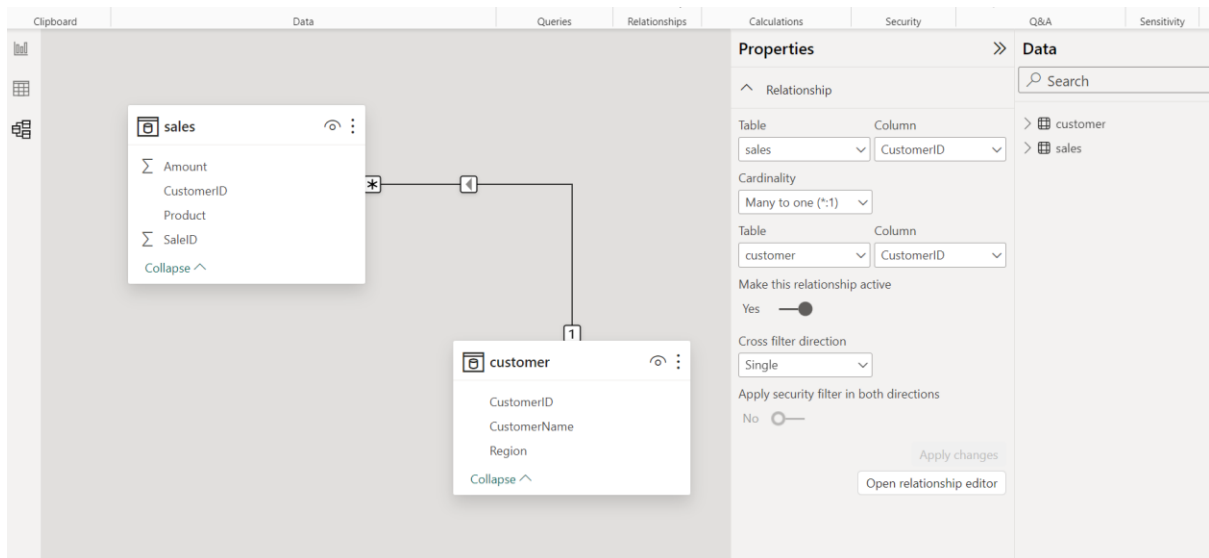 Clipboard Data Queries Relationships Calculations Security Q&A Sensitivity
sales
∑ Amount
CustomerID
Product
∑ SaleID
Collapse
*
1
customer
CustomerID
CustomerName
Region
Collapse
Properties
Relationship
Table Column
sales CustomerID
Cardinality
Many to one (*:1)
Table Column
customer CustomerID
Make this relationship active
Yes
Cross filter direction
Single
Apply security filter in both directions
No
Apply changes
Open relationship editor
Data
Search
customer
sales